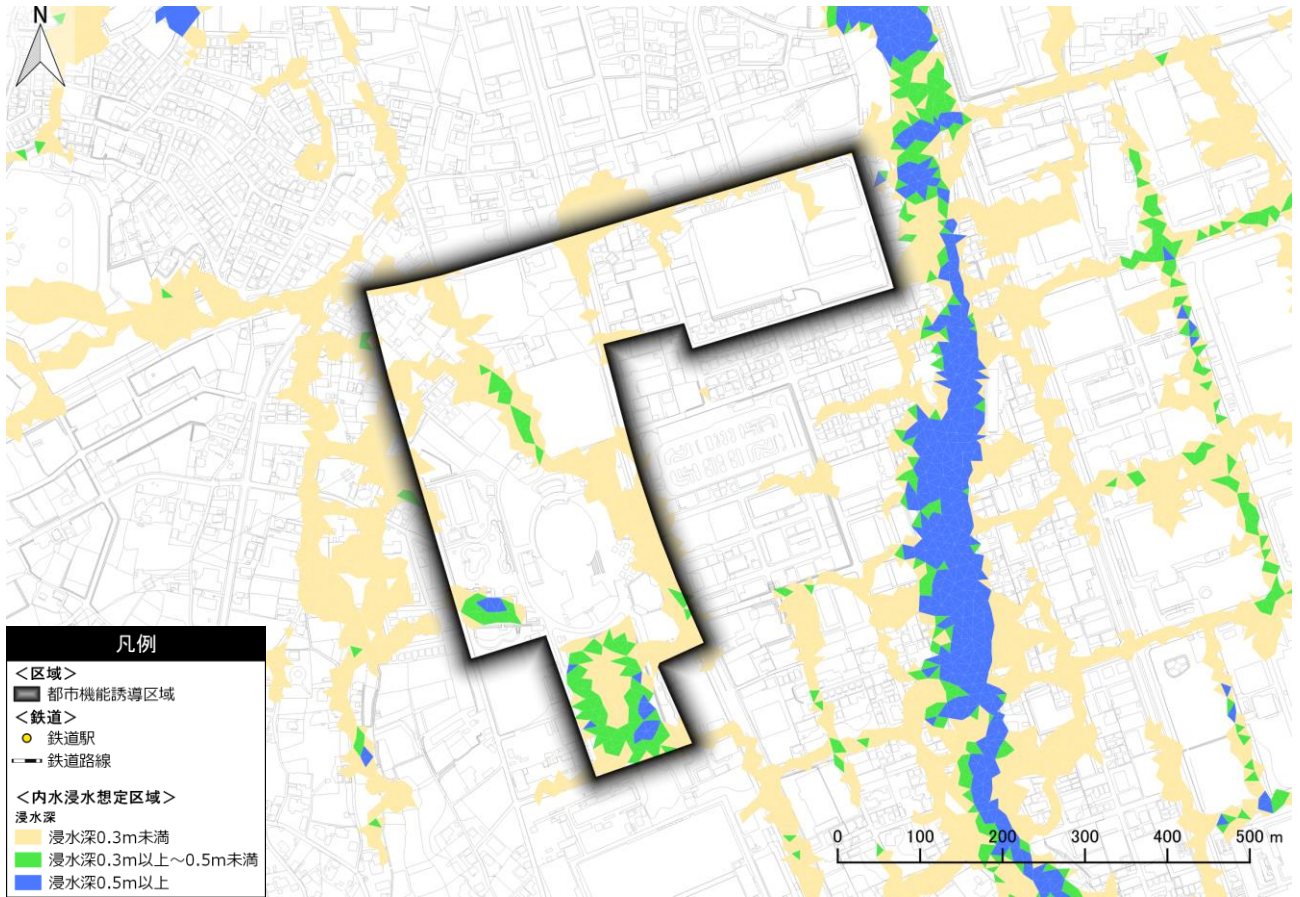 N
凡例
＜区域＞
都市機能誘導区域
＜鉄道＞
鉄道駅
鉄道路線
＜内水浸水想定区域＞
浸水深
浸水深0.3m未満
浸水深0.3m以上～0.5m未満
浸水深0.5m以上
0 100 200 300 400 500 m